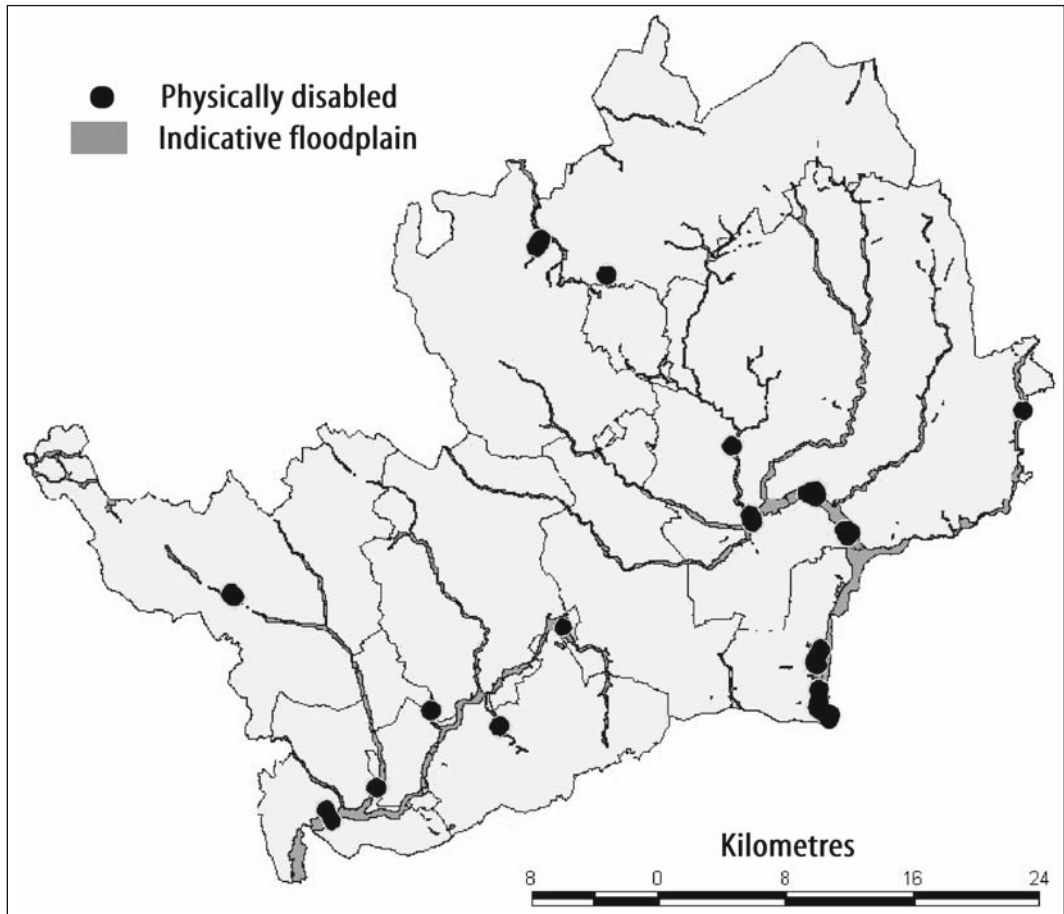 Physically disabled
Indicative floodplain
Kilometres
8 0 8 16 24